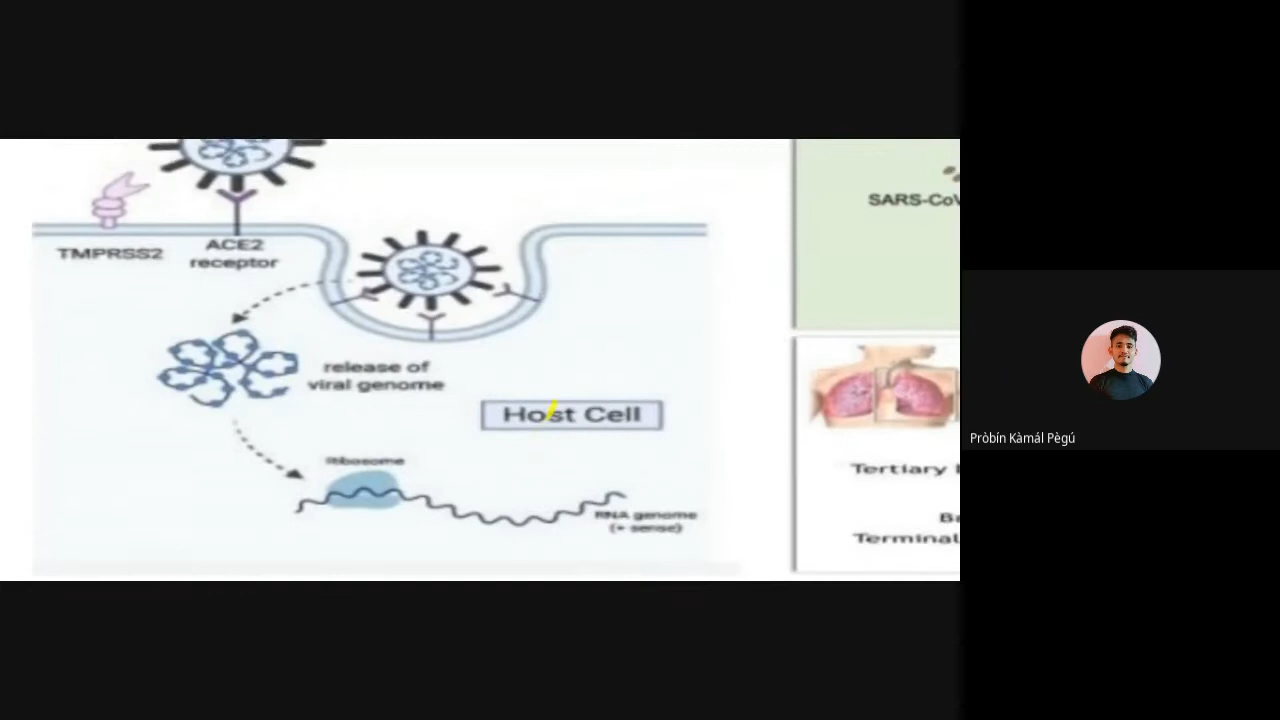 SARS-CoV
TMPRSS2
ACE2
receptor
release of
viral genome
Host Cell
Ribosome
RNA genome
(+ sense)
Tertiary
Terminal
Pròbín Kàmál Pègú